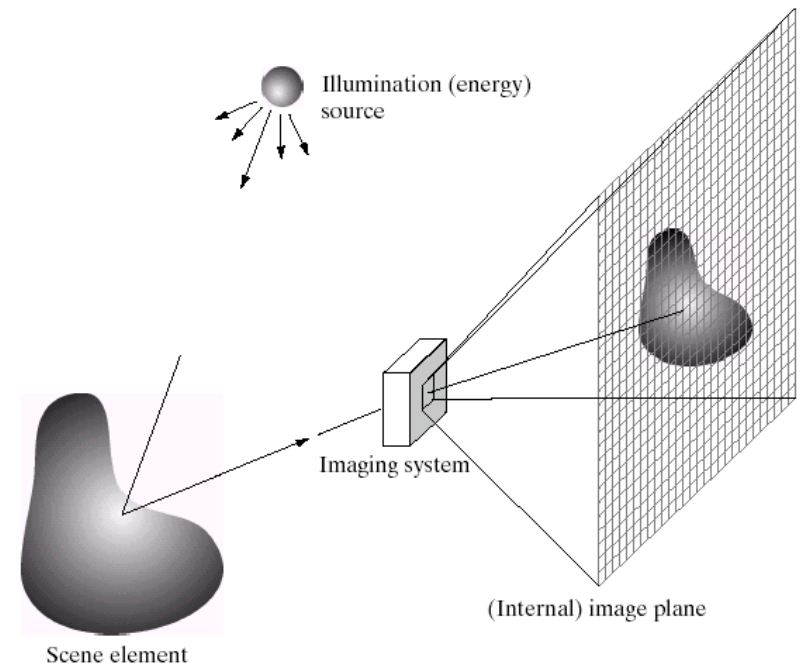 Illumination (energy)
source
Imaging system
(Internal) image plane
Scene element